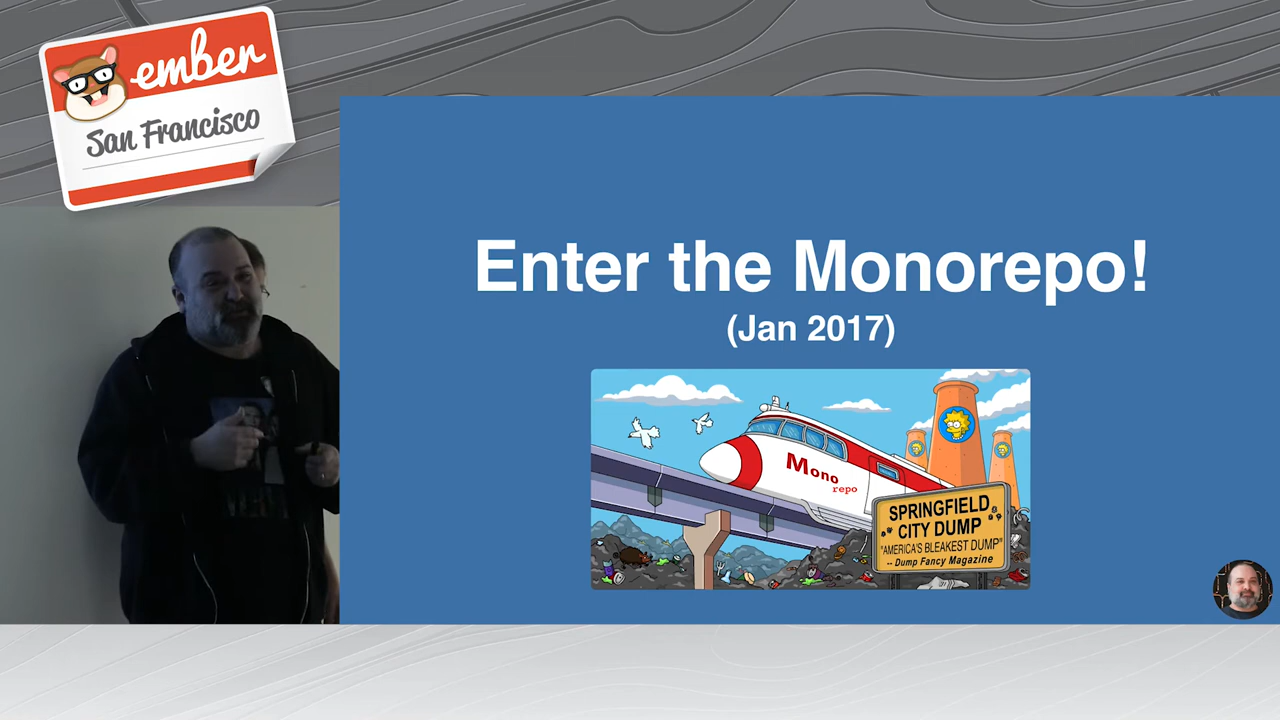 ember
San Francisco
Enter the Monorepo!
(Jan 2017)
Mono
repo
SPRINGFIELD
CITY DUMP
"AMERICA'S BLEAKEST DUMP"
-- Dump Fancy Magazine